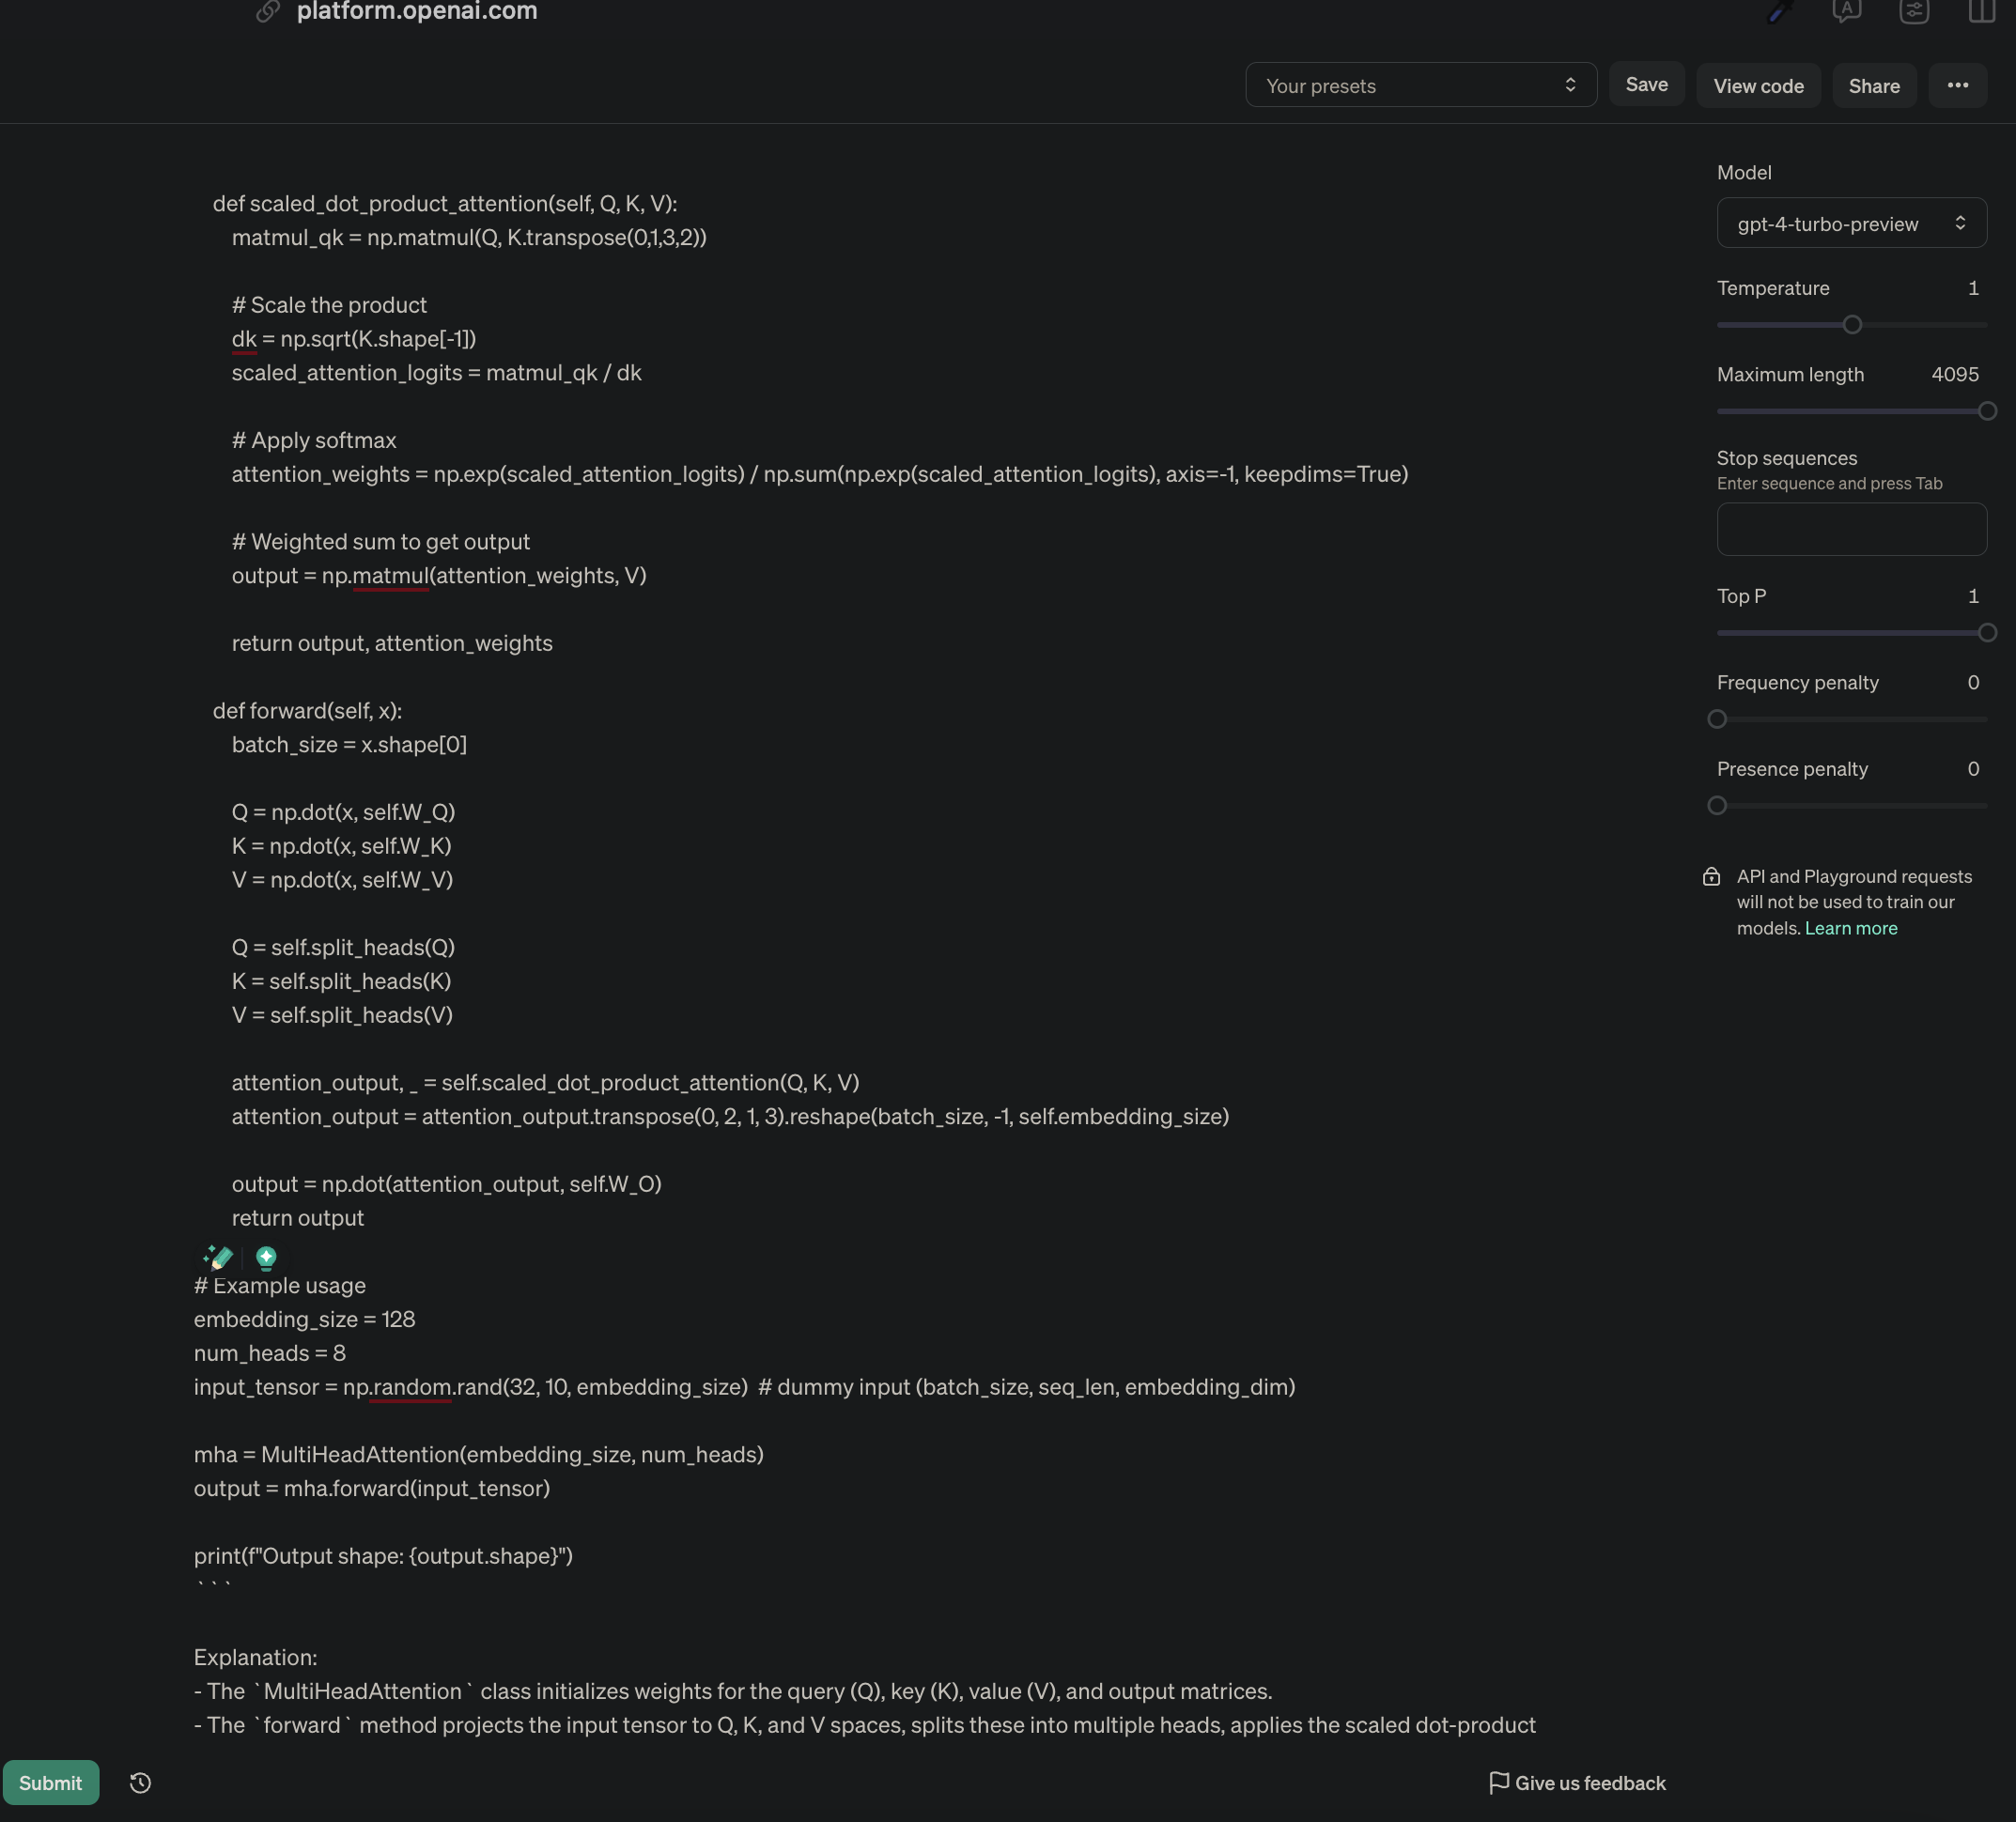 platform.openai.com
Your presets
Save
View code
Share
def scaled_dot_product_attention(self, Q, K, V):
matmul_qk = np.matmul(Q, K.transpose(0,1,3,2))
# Scale the product
dk = np.sqrt(K.shape[-1])
scaled_attention_logits = matmul_qk / dk
# Apply softmax
attention_weights = np.exp(scaled_attention_logits) / np.sum(np.exp(scaled_attention_logits), axis=-1, keepdims=True)
# Weighted sum to get output
output = np.matmul(attention_weights, V)
return output, attention_weights
def forward(self, x):
batch_size = x.shape[0]
Q = np.dot(x, self.W_Q)
K = np.dot(x, self.W_K)
V = np.dot(x, self.W_V)
Q = self.split_heads(Q)
K = self.split_heads(K)
V = self.split_heads(V)
attention_output, _ = self.scaled_dot_product_attention(Q, K, V)
attention_output = attention_output.transpose(0, 2, 1, 3).reshape(batch_size, -1, self.embedding_size)
output = np.dot(attention_output, self.W_O)
return output
# Example usage
embedding_size = 128
num_heads = 8
input_tensor = np.random.rand(32, 10, embedding_size)  # dummy input (batch_size, seq_len, embedding_dim)
mha = MultiHeadAttention(embedding_size, num_heads)
output = mha.forward(input_tensor)
print(f"Output shape: {output.shape}")
```
Explanation:
- The `MultiHeadAttention` class initializes weights for the query (Q), key (K), value (V), and output matrices.
- The `forward` method projects the input tensor to Q, K, and V spaces, splits these into multiple heads, applies the scaled dot-product
Submit
Give us feedback
Model
gpt-4-turbo-preview
Temperature 1
Maximum length 4095
Stop sequences
Enter sequence and press Tab
Top P 1
Frequency penalty 0
Presence penalty 0
API and Playground requests
will not be used to train our
models. Learn more